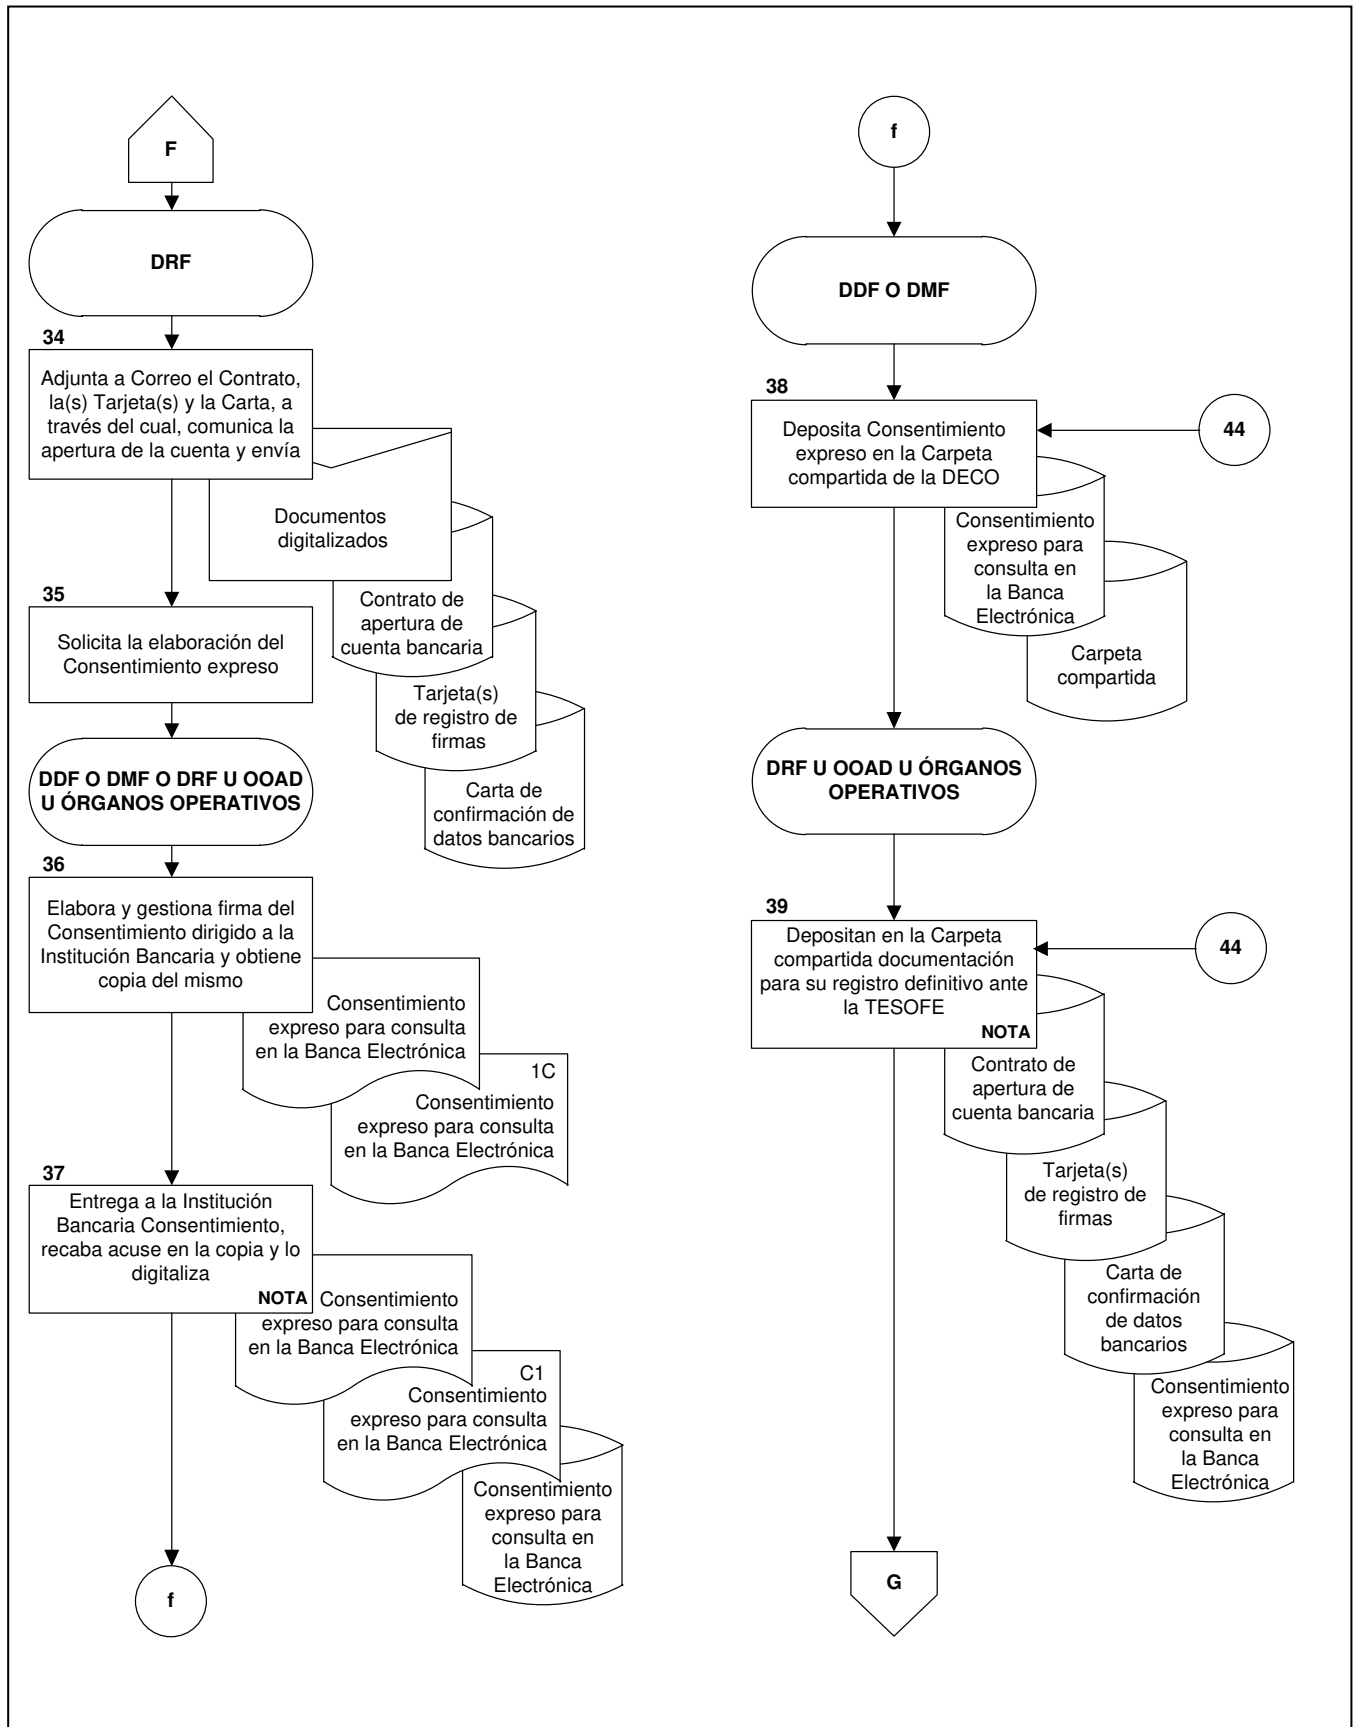 F
DRF
34
Adjunta a Correo el Contrato,
la(s) Tarjeta(s) y la Carta, a
través del cual, comunica la
apertura de la cuenta y envía
Documentos
digitalizados
Contrato de
apertura de
cuenta bancaria
Tarjeta(s)
de registro de
firmas
Carta de
confirmación de
datos bancarios
35
Solicita la elaboración del
Consentimiento expreso
DDF O DMF O DRF U OOAD
U ÓRGANOS OPERATIVOS
36
Elabora y gestiona firma del
Consentimiento dirigido a la
Institución Bancaria y obtiene
copia del mismo
Consentimiento
expreso para consulta
en la Banca Electrónica
1C
Consentimiento
expreso para consulta
en la Banca Electrónica
37
Entrega a la Institución
Bancaria Consentimiento,
recaba acuse en la copia y lo
digitaliza
NOTA
Consentimiento
expreso para consulta
en la Banca Electrónica
C1
Consentimiento
expreso para consulta
en la Banca Electrónica
Consentimiento
expreso para
consulta en
la Banca
Electrónica
f
f
DDF O DMF
38
Deposita Consentimiento
expreso en la Carpeta
compartida de la DECO
44
Consentimiento
expreso para
consulta en
la Banca
Electrónica
Carpeta
compartida
DRF U OOAD U ÓRGANOS
OPERATIVOS
39
Depositan en la Carpeta
compartida documentación
para su registro definitivo ante
la TESOFE
NOTA
44
Contrato de
apertura de
cuenta bancaria
Tarjeta(s)
de registro de
firmas
Carta de
confirmación
de datos
bancarios
Consentimiento
expreso para
consulta en
la Banca
Electrónica
G